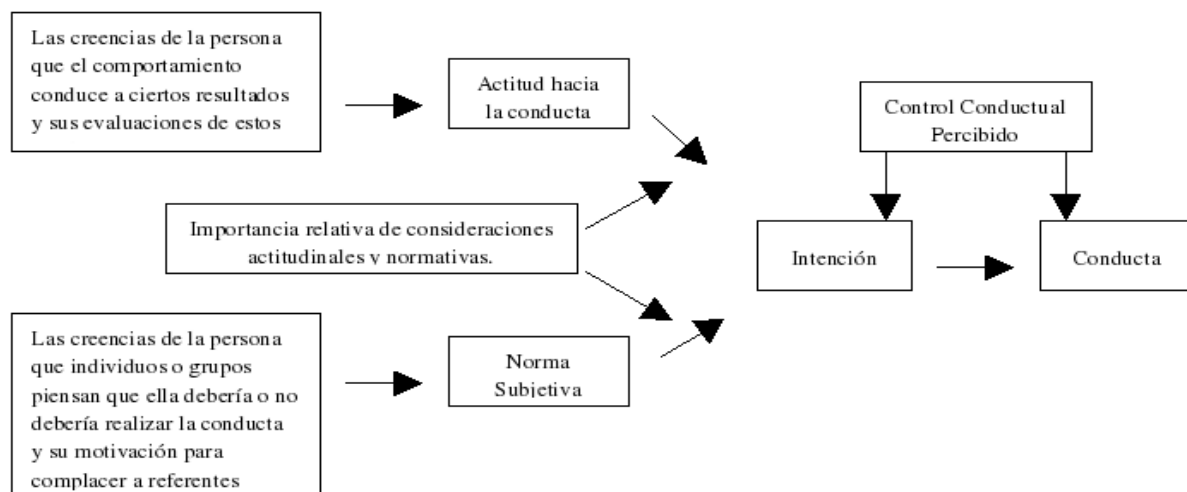 Las creencias de la persona
que el comportamiento
conduce a ciertos resultados
y sus evaluaciones de estos
Actitud hacia
la conducta
Control Conductual
Percibido
Importancia relativa de consideraciones
actitudinales y normativas.
Intención
Conducta
Las creencias de la persona
que individuos o grupos
piensan que ella debería o no
debería realizar la conducta
y su motivación para
complacer a referentes
Norma
Subjetiva